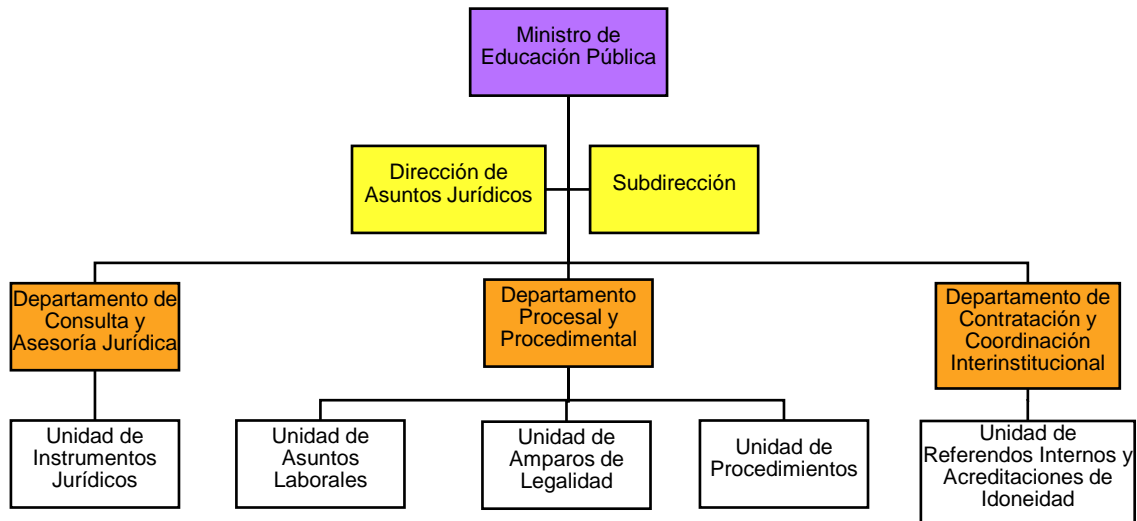 Ministro de
Educación Pública
Dirección de
Asuntos Jurídicos
Subdirección
Departamento de
Consulta y
Asesoría Jurídica
Departamento
Procesal y
Procedimental
Departamento de
Contratación y
Coordinación
Interinstitucional
Unidad de
Instrumentos
Jurídicos
Unidad de
Asuntos
Laborales
Unidad de
Amparos de
Legalidad
Unidad de
Procedimientos
Unidad de
Referendos Internos y
Acreditaciones de
Idoneidad